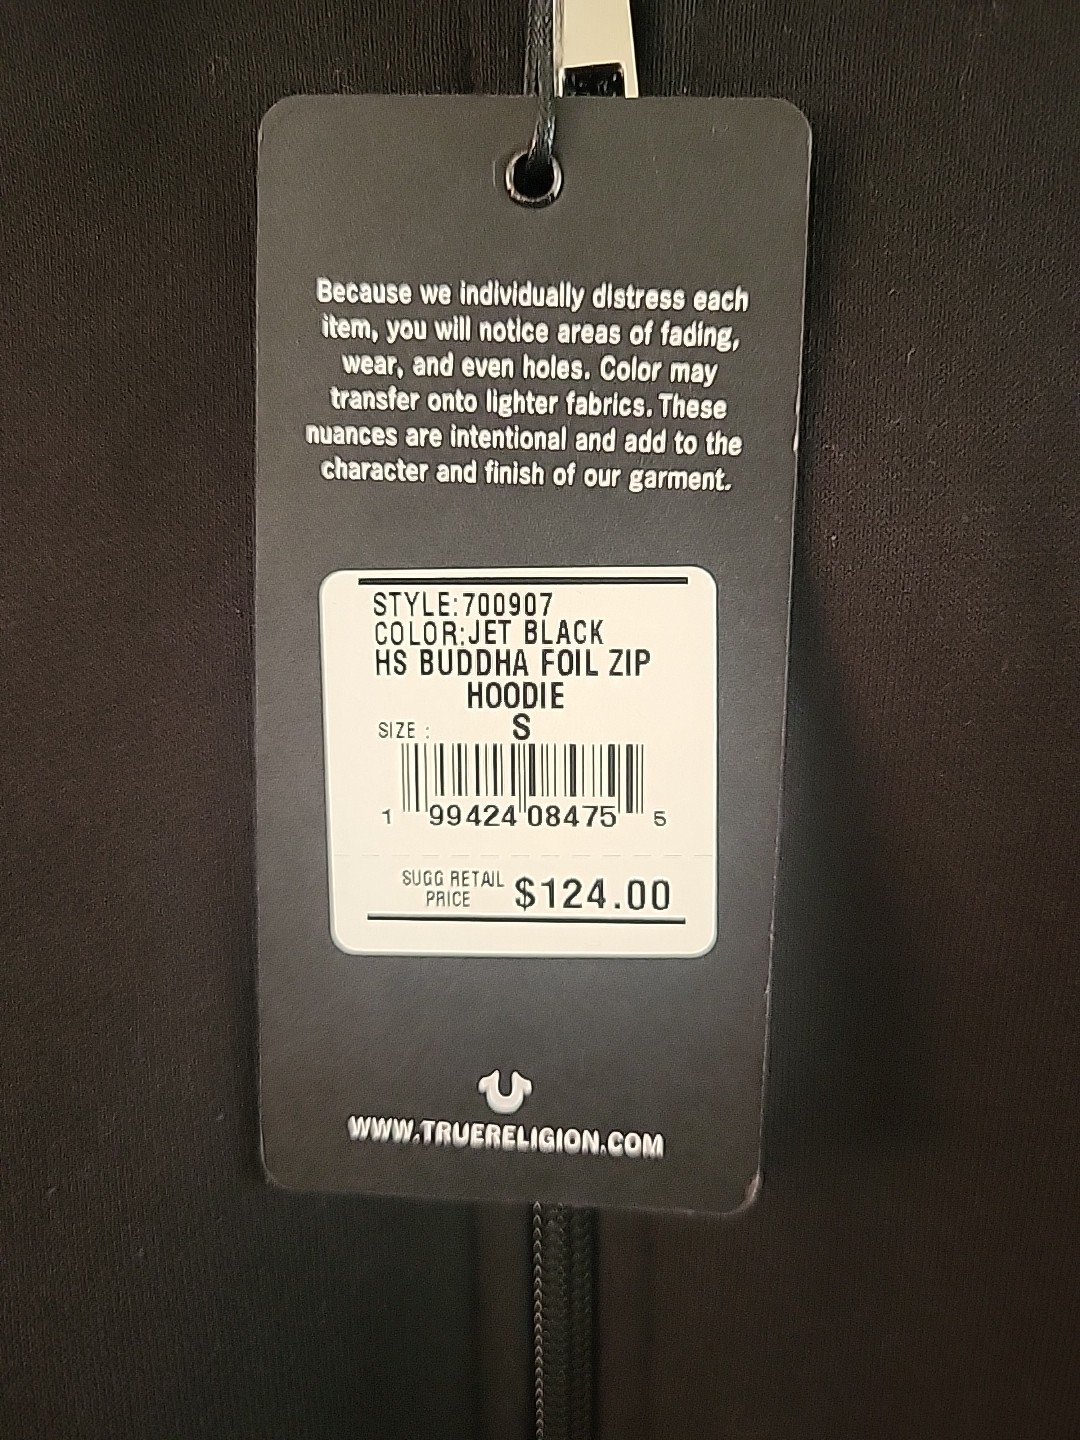 Because we individually distress each
item, you will notice areas of fading,
wear, and even holes. Color may
transfer onto lighter fabrics. These
nuances are intentional and add to the
character and finish of our garment.
STYLE:700907
COLOR:JET BLACK
HS BUDDHA FOIL ZIP
HOODIE
SIZE : S
1 99424 08475 5
SUGG RETAIL
PRICE $124.00
WWW.TRUERELIGION.COM